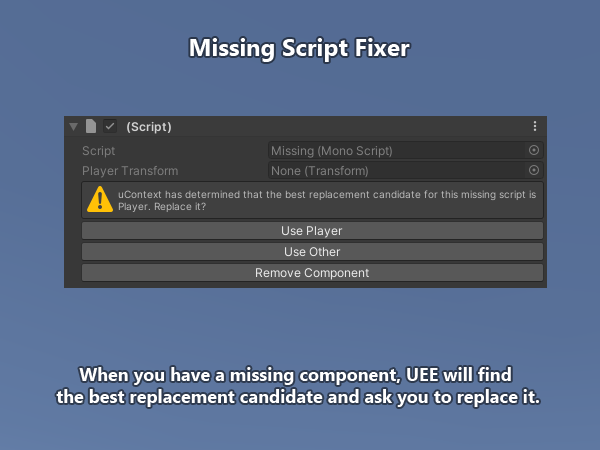 Missing Script Fixer
(Script)
Script Missing (Mono Script)
Player Transform None (Transform)
uContext has determined that the best replacement candidate for this missing script is
Player. Replace it?
Use Player
Use Other
Remove Component
When you have a missing component, UEE will find
the best replacement candidate and ask you to replace it.